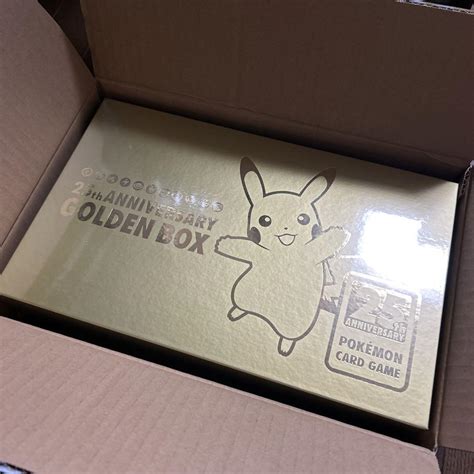 25th ANNIVERSARY
GOLDEN BOX
25th
ANNIVERSARY
POKÉMON
CARD GAME